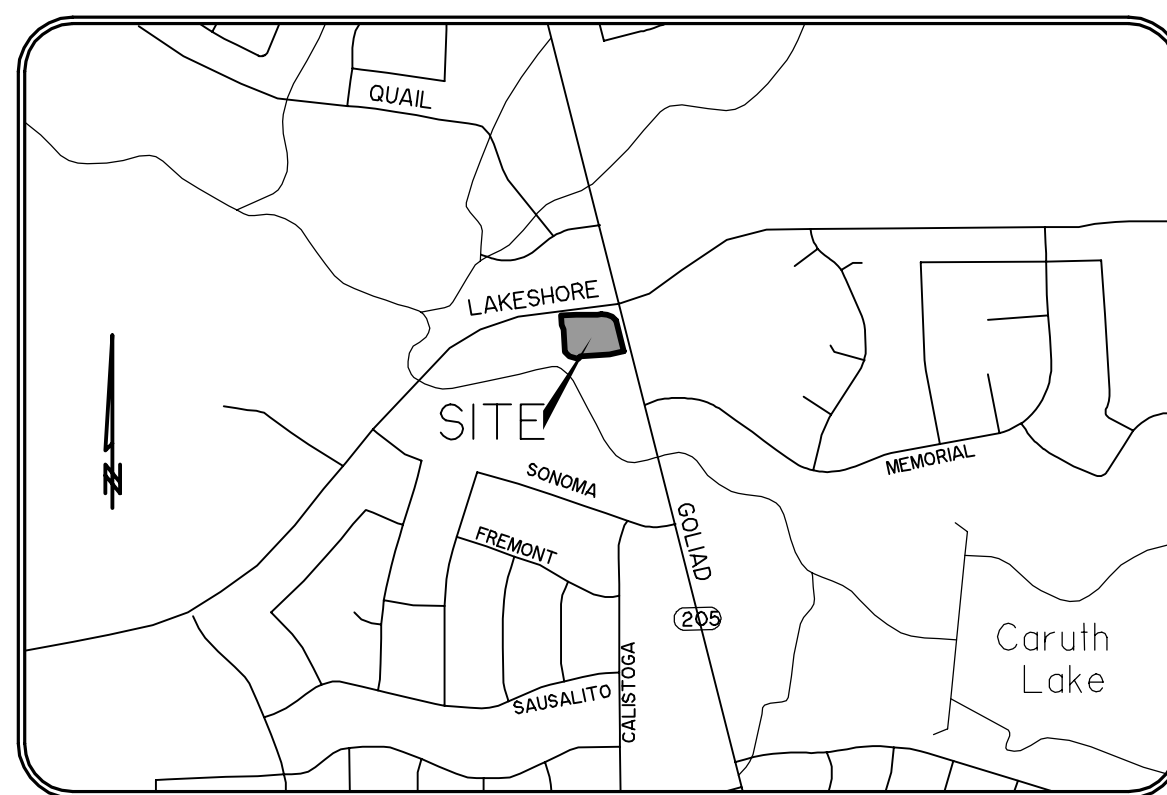 QUAIL
LAKESHORE
SITE
N
SONOMA
MEMORIAL
FREMONT
GOLIAD
205
Caruth
Lake
CALISTOGA
SAUSALITO